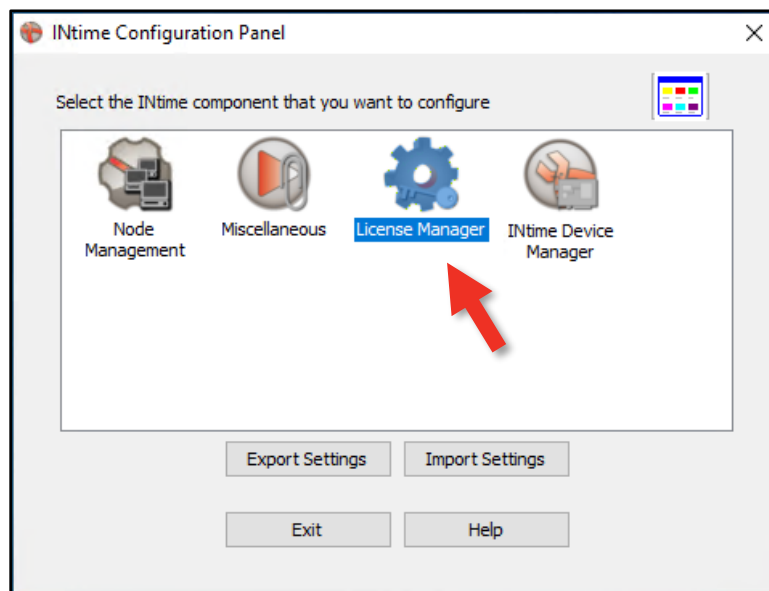 INtime Configuration Panel
Select the INtime component that you want to configure
Node
Management
Miscellaneous
License Manager
INtime Device
Manager
Export Settings
Import Settings
Exit
Help